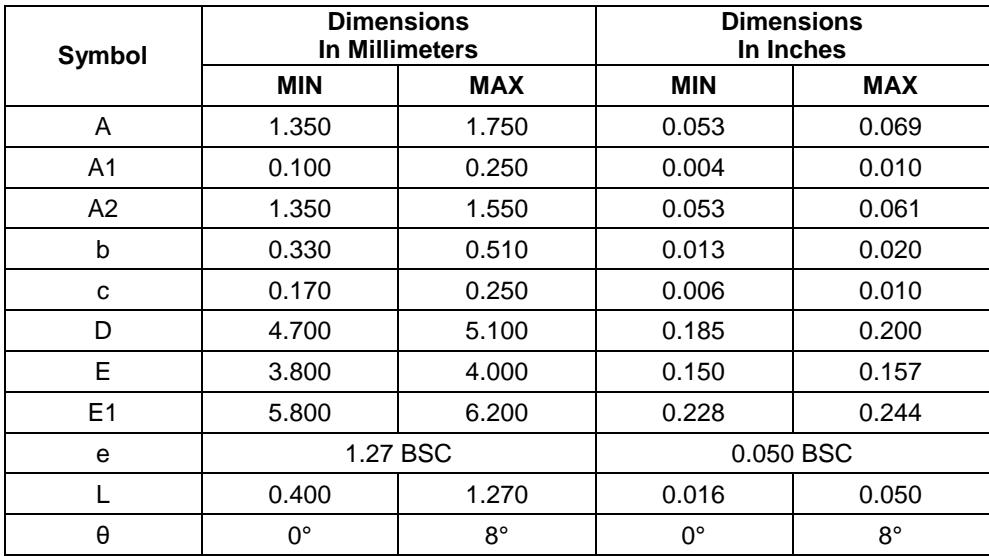 Symbol Dimensions In Millimeters Dimensions In Inches
MIN MAX MIN MAX
A 1.350 1.750 0.053 0.069
A1 0.100 0.250 0.004 0.010
A2 1.350 1.550 0.053 0.061
b 0.330 0.510 0.013 0.020
c 0.170 0.250 0.006 0.010
D 4.700 5.100 0.185 0.200
E 3.800 4.000 0.150 0.157
E1 5.800 6.200 0.228 0.244
e 1.27 BSC 0.050 BSC
L 0.400 1.270 0.016 0.050
θ 0° 8° 0° 8°